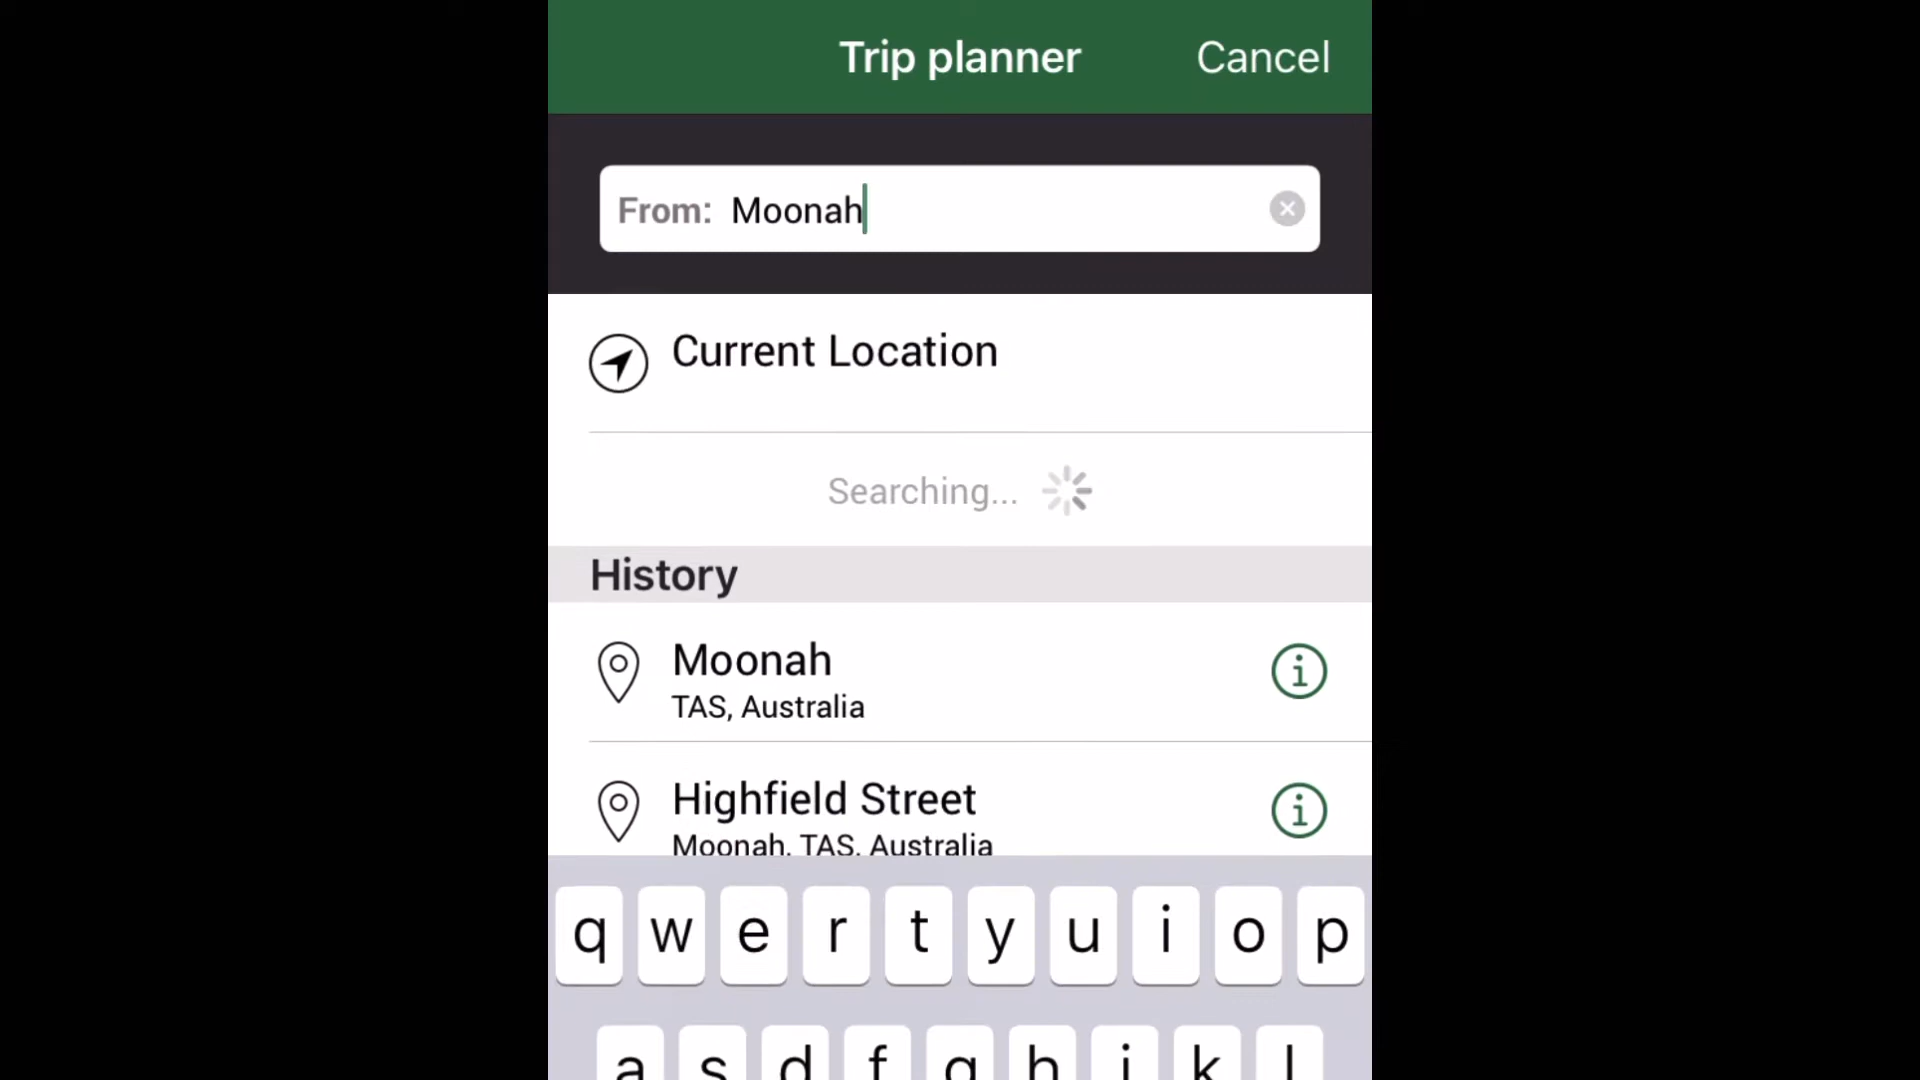 Trip planner Cancel
From: Moonah
Current Location
Searching...
History
Moonah
TAS, Australia
Highfield Street
Moonah, TAS, Australia
q w e r t y u i o p
a s d f g h j k l